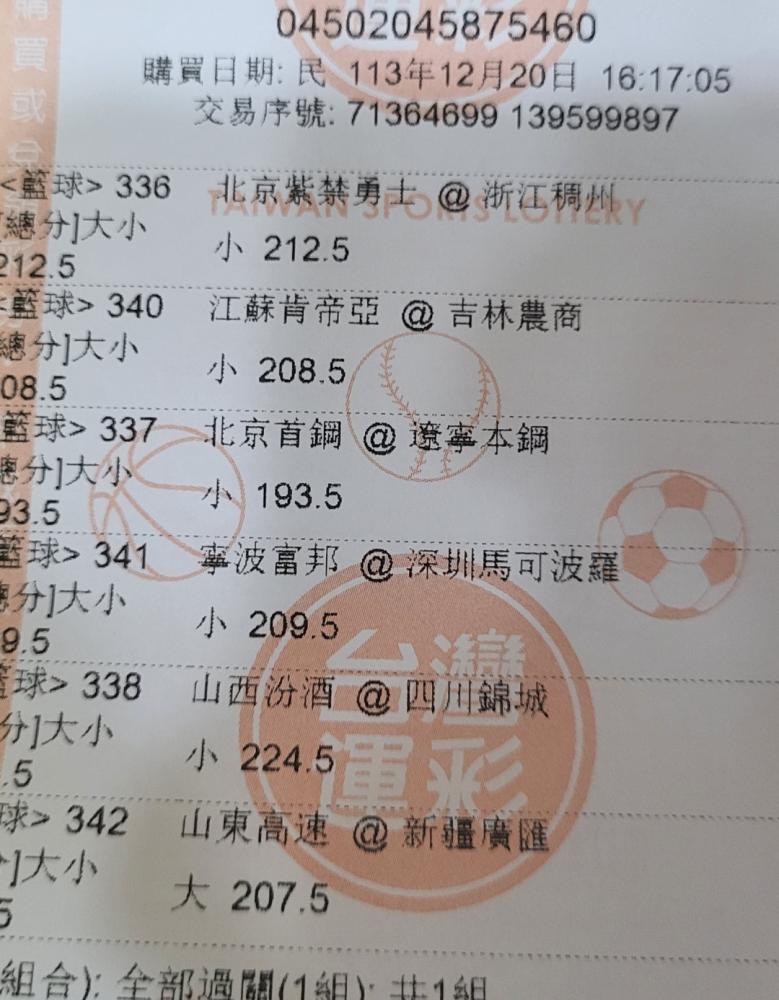 購買或
04502045875460
購買日期: 民 113年12月20日 16:17:05
交易序號: 71364699 139599897
TAIWAN SPORTS LOTTERY
<籃球> 336 北京紫禁勇士 @ 浙江稠州
[總分]大小
小 212.5
212.5
<籃球> 340 江蘇肯帝亞 @ 吉林農商
總分]大小
小 208.5
08.5
籃球> 337 北京首鋼 @ 遼寧本鋼
總分]大小
小 193.5
93.5
籃球> 341 寧波富邦 @ 深圳馬可波羅
總分]大小
小 209.5
9.5
籃球> 338 山西汾酒 @ 四川錦城
分]大小
小 224.5
.5
台灣
運彩
球> 342 山東高速 @ 新疆廣匯
]大小
大 207.5
5
組合): 全部過關(1組): 共1組